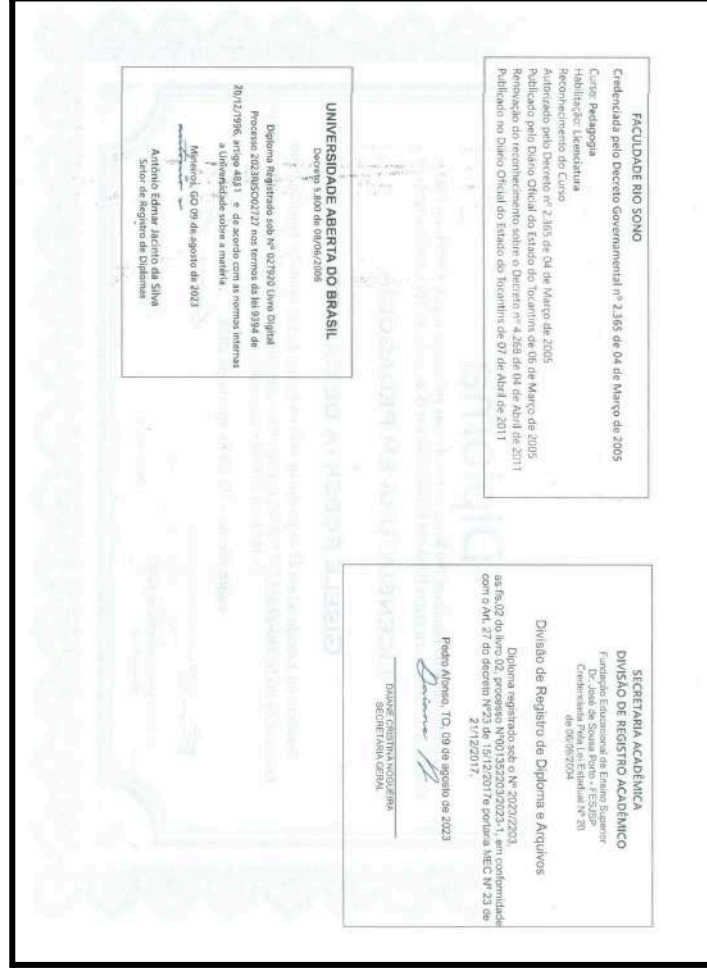 FACULDADE RIO SONO
Credenciada pelo Decreto Governamental nº 2.365 de 04 de Março de 2005
Curso: Pedagogia
Habilitação: Licenciatura
Reconhecimento do Curso
Autorizado pelo Decreto nº 2.365 de 04 de Março de 2005
Publicado pelo Diário Oficial do Estado do Tocantins de 06 de Março de 2005
Renovação do reconhecimento sobre o Decreto nº 4.268 de 04 de Abril de 2011
Publicado no Diário Oficial do Estado do Tocantins de 07 de Abril de 2011
SECRETARIA ACADÊMICA
DIVISÃO DE REGISTRO ACADÊMICO
Fundação Educacional de Ensino Superior
Dr. José de Sousa Porto - FESJSP
Credenciada Pela Lei Estadual Nº 20
de 06/09/2004
Divisão de Registro de Diploma e Arquivos
Diploma registrado sob o Nº 2023/2203,
as fls.02 do livro 02, processo Nº001352203/2023-1, em conformidade
com o Art. 27 do decreto Nº23 de 15/12/2017e portaria MEC Nº 23 de
21/12/2017.
Pedro Afonso, TO, 09 de agosto de 2023
DAIANE CRISTINA NOGUEIRA
SECRETARIA GERAL
UNIVERSIDADE ABERTA DO BRASIL
Decreto 5.800 de 08/06/2006
Diploma Registrado sob Nº 027920 Livro Digital
Processo 2023RJSO02727 nos termos da lei 9394 de
20/12/1996, artigo 48§1 e de acordo com as normas internas
a Universidade sobre a matéria.
Mineiros, GO 09 de agosto de 2023
Antônio Edmar Jacinto da Silva
Setor de Registro de Diplomas